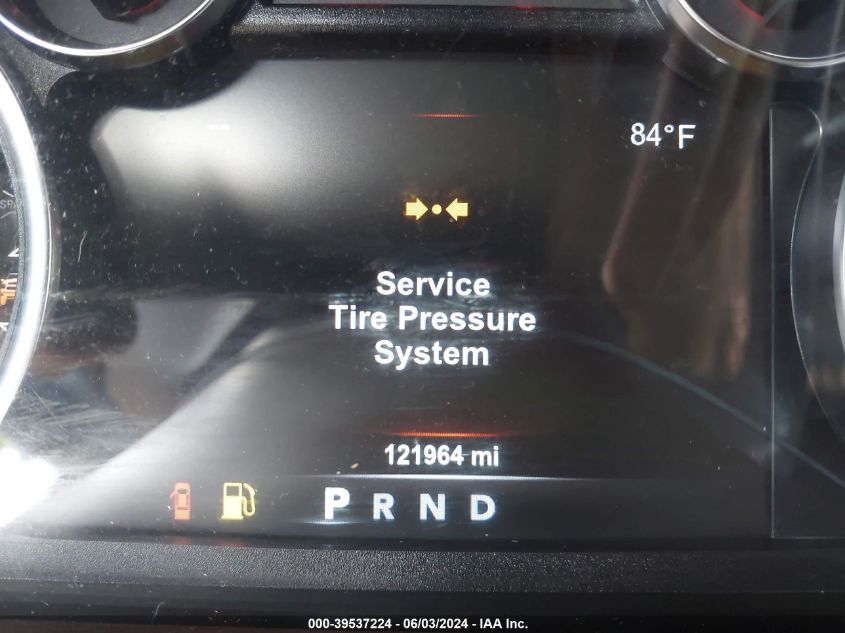 84°F
Service
Tire Pressure
System
121964 mi
P R N D
000-39537224 - 06/03/2024 - IAA Inc.